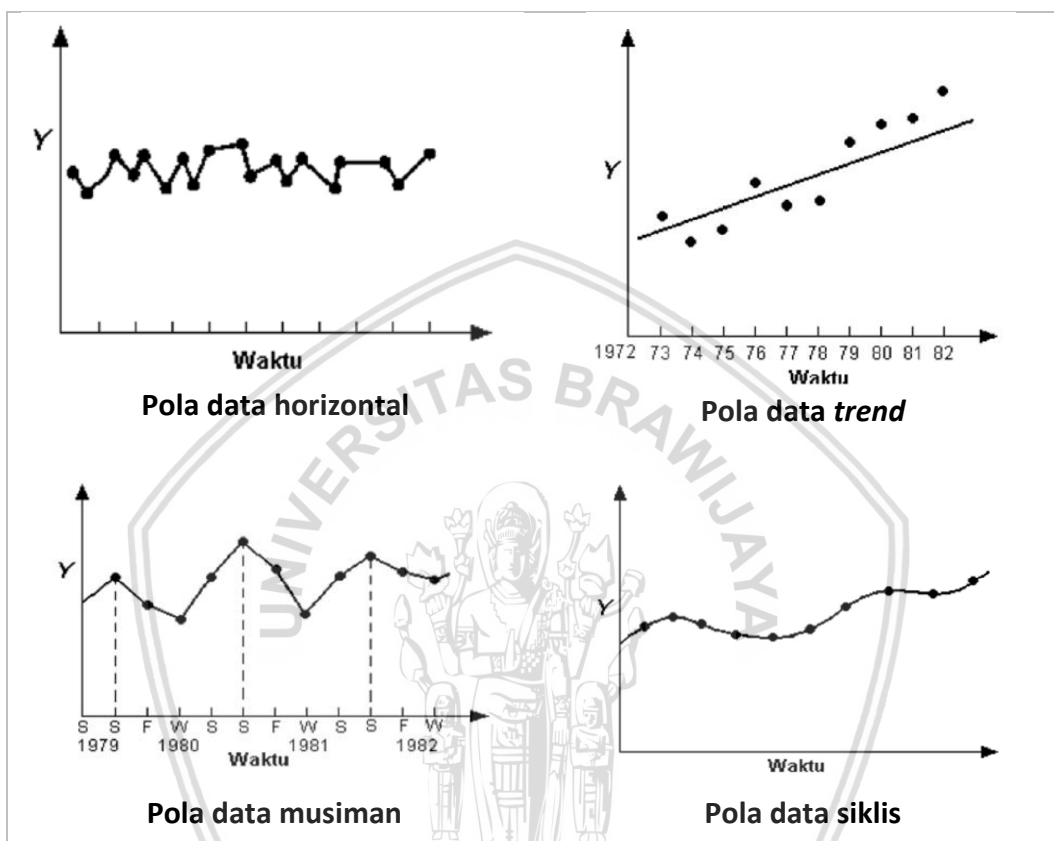 Y
Waktu
Pola data horizontal
Y
1972 73 74 75 76 77 78 79 80 81 82
Waktu
Pola data trend
UNIVERSITAS BRAWIJAYA
Y
S S F W S S F W S S F W
1979 1980 1981 1982
Waktu
Pola data musiman
Y
Waktu
Pola data siklis